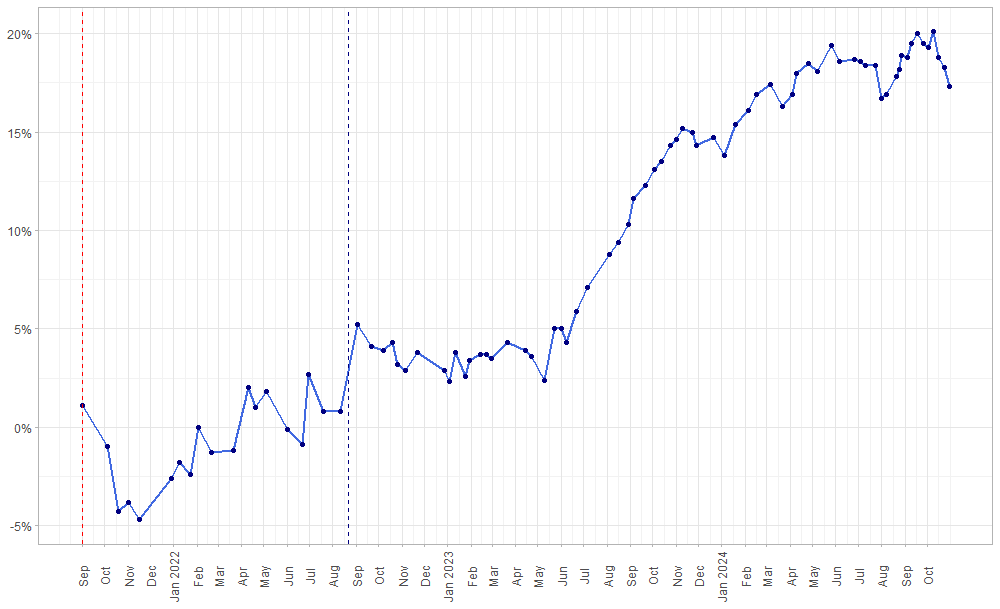 20%
15%
10%
5%
0%
-5%
Sep
Oct
Nov
Dec
Jan 2022
Feb
Mar
Apr
May
Jun
Jul
Aug
Sep
Oct
Nov
Dec
Jan 2023
Feb
Mar
Apr
May
Jun
Jul
Aug
Sep
Oct
Nov
Dec
Jan 2024
Feb
Mar
Apr
May
Jun
Jul
Aug
Sep
Oct